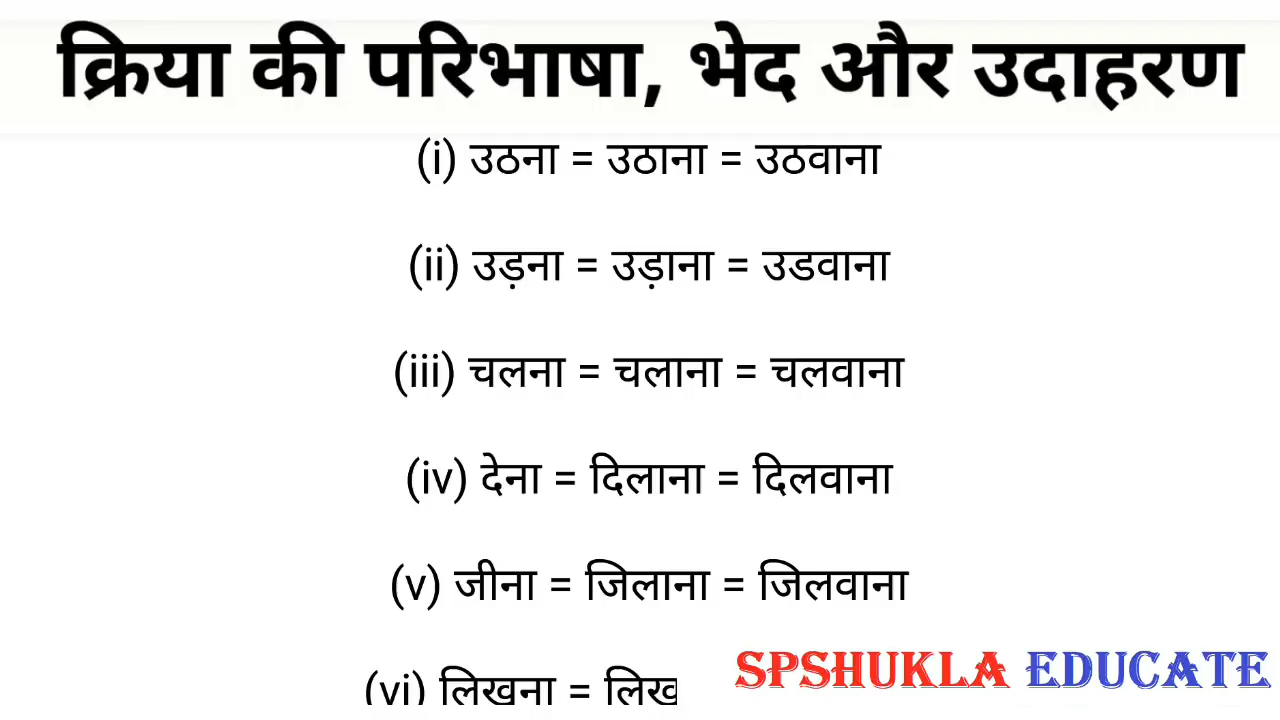 क्रिया की परिभाषा, भेद और उदाहरण
(i) उठना = उठाना = उठवाना
(ii) उड़ना = उड़ाना = उडवाना
(iii) चलना = चलाना = चलवाना
(iv) देना = दिलाना = दिलवाना
(v) जीना = जिलाना = जिलवाना
(vi) लिखना =
SPSHUKLA EDUCATE